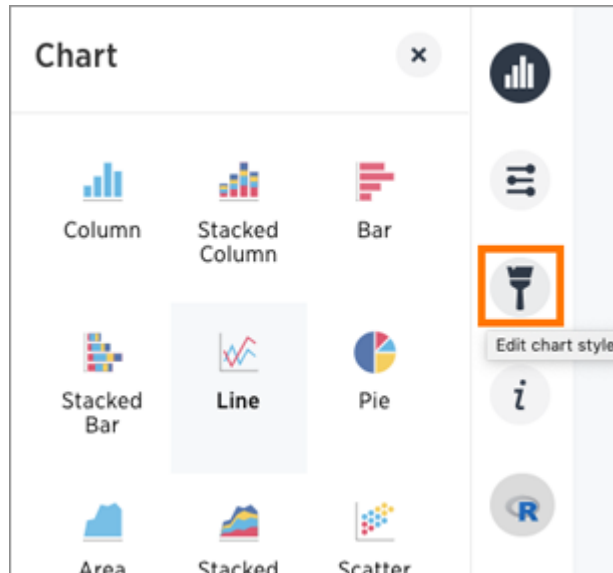 Chart
Column
Stacked
Column
Bar
Edit chart style
Stacked
Bar
Line
Pie
i
R
Area
Stacked
Scatter